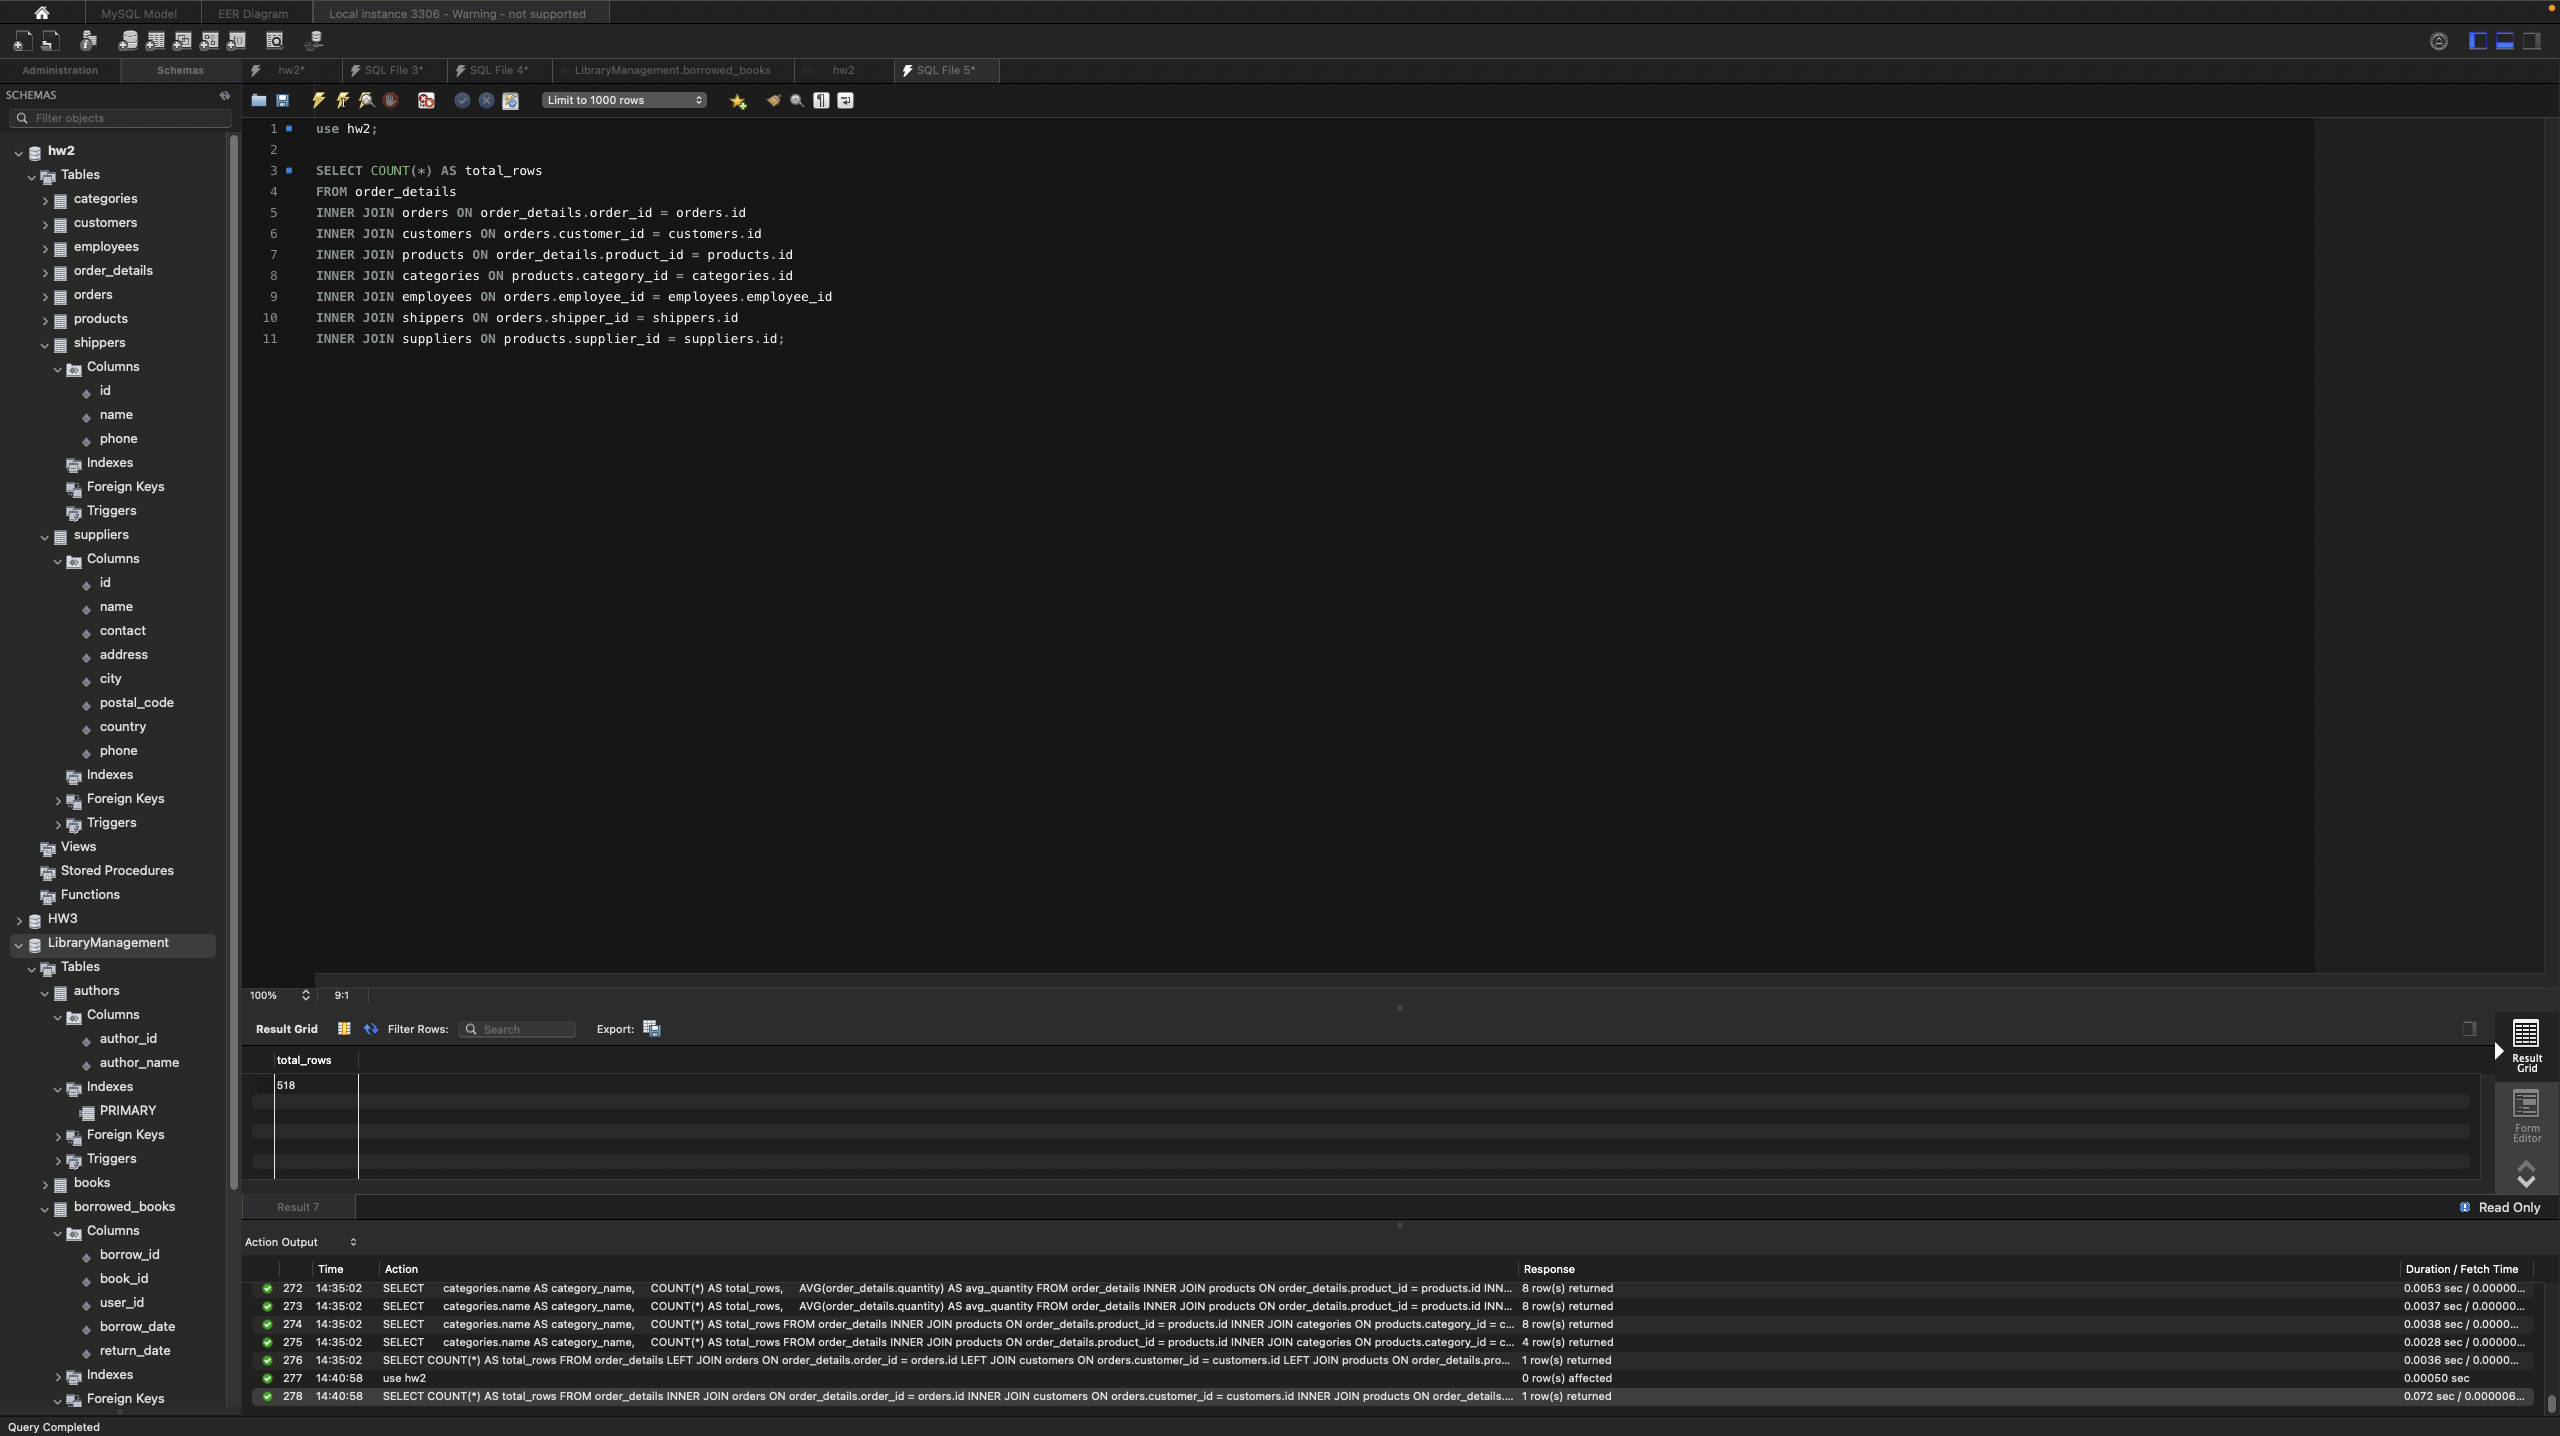 MySQL Model
EER Diagram
Local instance 3306 - Warning - not supported
Administration
Schemas
hw2*
SQL File 3*
SQL File 4*
LibraryManagement.borrowed_books
hw2
SQL File 5*
SCHEMAS
Filter objects
hw2
Tables
categories
customers
employees
order_details
orders
products
shippers
Columns
id
name
phone
Indexes
Foreign Keys
Triggers
suppliers
Columns
id
name
contact
address
city
postal_code
country
phone
Indexes
Foreign Keys
Triggers
Views
Stored Procedures
Functions
HW3
LibraryManagement
Tables
authors
Columns
author_id
author_name
Indexes
PRIMARY
Foreign Keys
Triggers
books
borrowed_books
Columns
borrow_id
book_id
user_id
borrow_date
return_date
Indexes
Foreign Keys
Limit to 1000 rows
1 use hw2;
2
3 SELECT COUNT(*) AS total_rows
4 FROM order_details
5 INNER JOIN orders ON order_details.order_id = orders.id
6 INNER JOIN customers ON orders.customer_id = customers.id
7 INNER JOIN products ON order_details.product_id = products.id
8 INNER JOIN categories ON products.category_id = categories.id
9 INNER JOIN employees ON orders.employee_id = employees.employee_id
10 INNER JOIN shippers ON orders.shipper_id = shippers.id
11 INNER JOIN suppliers ON products.supplier_id = suppliers.id;
100% 9:1
Result Grid Filter Rows: Search Export:
total_rows
518
Result Grid
Form Editor
Result 7
Read Only
Action Output
Time Action Response Duration / Fetch Time
272 14:35:02 SELECT categories.name AS category_name, COUNT(*) AS total_rows, AVG(order_details.quantity) AS avg_quantity FROM order_details INNER JOIN products ON order_details.product_id = products.id INN... 8 row(s) returned 0.0053 sec / 0.00000...
273 14:35:02 SELECT categories.name AS category_name, COUNT(*) AS total_rows, AVG(order_details.quantity) AS avg_quantity FROM order_details INNER JOIN products ON order_details.product_id = products.id INN... 8 row(s) returned 0.0037 sec / 0.00000...
274 14:35:02 SELECT categories.name AS category_name, COUNT(*) AS total_rows FROM order_details INNER JOIN products ON order_details.product_id = products.id INNER JOIN categories ON products.category_id = c... 8 row(s) returned 0.0038 sec / 0.0000...
275 14:35:02 SELECT categories.name AS category_name, COUNT(*) AS total_rows FROM order_details INNER JOIN products ON order_details.product_id = products.id INNER JOIN categories ON products.category_id = c... 4 row(s) returned 0.0028 sec / 0.00000...
276 14:35:02 SELECT COUNT(*) AS total_rows FROM order_details LEFT JOIN orders ON order_details.order_id = orders.id LEFT JOIN customers ON orders.customer_id = customers.id LEFT JOIN products ON order_details.pro... 1 row(s) returned 0.0036 sec / 0.0000...
277 14:40:58 use hw2 0 row(s) affected 0.00050 sec
278 14:40:58 SELECT COUNT(*) AS total_rows FROM order_details INNER JOIN orders ON order_details.order_id = orders.id INNER JOIN customers ON orders.customer_id = customers.id INNER JOIN products ON order_details.... 1 row(s) returned 0.072 sec / 0.000006...
Query Completed